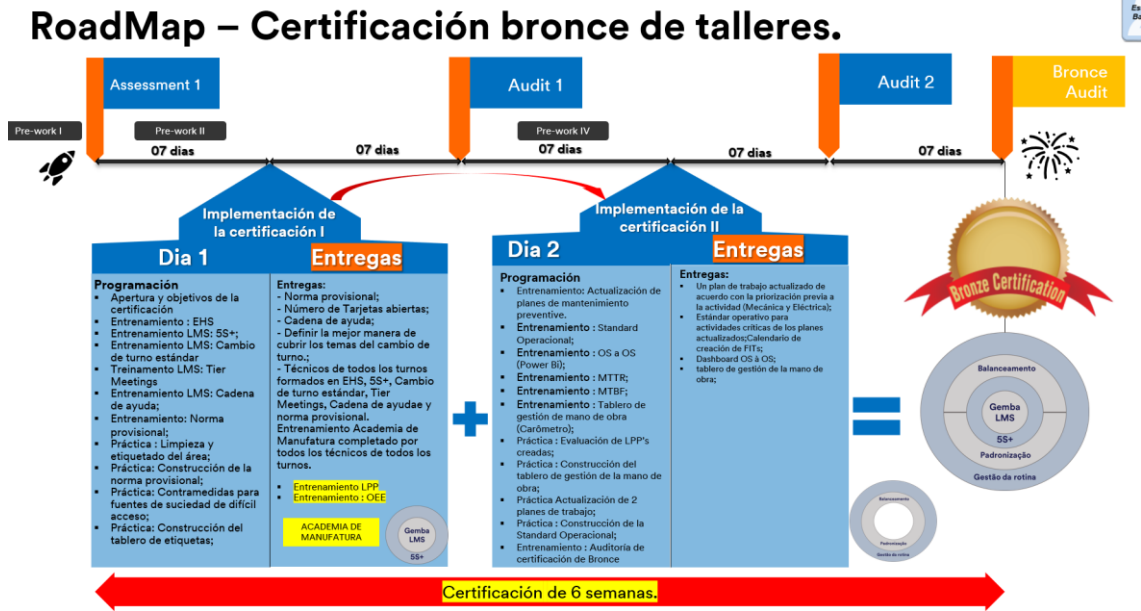 RoadMap – Certificación bronce de talleres.
Assessment 1
Audit 1
Audit 2
Bronce
Audit
Pre-work I
Pre-work II
Pre-work IV
07 dias
07 dias
07 dias
07 dias
07 dias
Implementación de
la certificación I
Dia 1
Entregas
Programación
▪ Apertura y objetivos de la
certificación
▪ Entrenamiento : EHS
▪ Entrenamiento LMS: 5S+;
▪ Entrenamiento LMS: Cambio
de turno estándar
▪ Treinamento LMS: Tier
Meetings
▪ Entrenamiento LMS: Cadena
de ayuda;
▪ Entrenamiento: Norma
provisional;
▪ Práctica : Limpieza y
etiquetado del área;
▪ Práctica: Construcción de la
norma provisional;
▪ Práctica: Contramedidas para
fuentes de suciedad de difícil
acceso;
▪ Práctica: Construcción del
tablero de etiquetas;
Entregas:
- Norma provisional;
- Número de Tarjetas abiertas;
- Cadena de ayuda;
- Definir la mejor manera de
cubrir los temas del cambio de
turno.;
- Técnicos de todos los turnos
formados en EHS, 5S+, Cambio
de turno estándar, Tier
Meetings, Cadena de ayudae y
norma provisional.
Entrenamiento Academia de
Manufatura completado por
todos los técnicos de todos los
turnos.
▪ Entrenamiento LPP
▪ Entrenamiento : OEE
ACADEMIA DE
MANUFATURA
Gemba
LMS
5S+
Implementación de la
certificación II
Dia 2
Entregas
Programación
▪ Entrenamiento: Actualización de
planes de mantenimiento
preventive.
▪ Entrenamiento : Standard
Operacional;
▪ Entrenamiento : OS a OS
(Power Bi);
▪ Entrenamiento : MTTR;
▪ Entrenamiento : MTBF;
▪ Entrenamiento : Tablero de
gestión de mano de obra
(Carômetro);
▪ Práctica : Evaluación de LPP's
creadas;
▪ Práctica : Construcción del
tablero de gestión de la mano de
obra;
▪ Práctica Actualización de 2
planes de trabajo;
▪ Práctica : Construcción de la
Standard Operacional;
▪ Entrenamiento : Auditoría de
certificación de Bronce
Entregas:
▪ Un plan de trabajo actualizado de
acuerdo con la priorización previa a
la actividad (Mecánica y Eléctrica);
▪ Estándar operativo para
actividades críticas de los planes
actualizados;Calendario de
creación de FITs;
▪ Dashboard OS à OS;
▪ tablero de gestión de la mano de
obra;
Bronze Certification
Balanceamento
Gemba
LMS
5S+
Padronização
Gestão da rotina
Balanceamento
Padronização
Gestão da rotina
Certificación de 6 semanas.